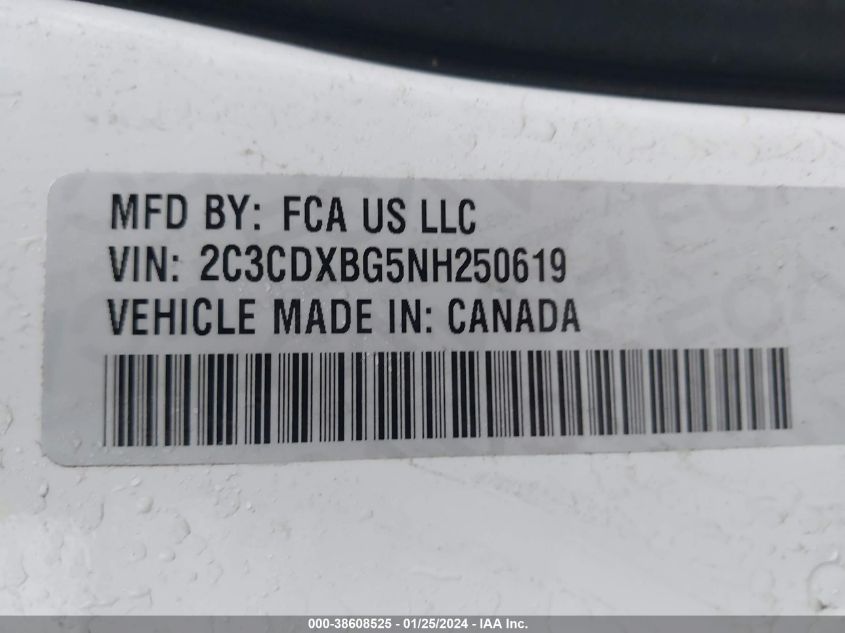 MFD BY: FCA US LLC
VIN: 2C3CDXBG5NH250619
VEHICLE MADE IN: CANADA
000-38608525 - 01/25/2024 - IAA Inc.